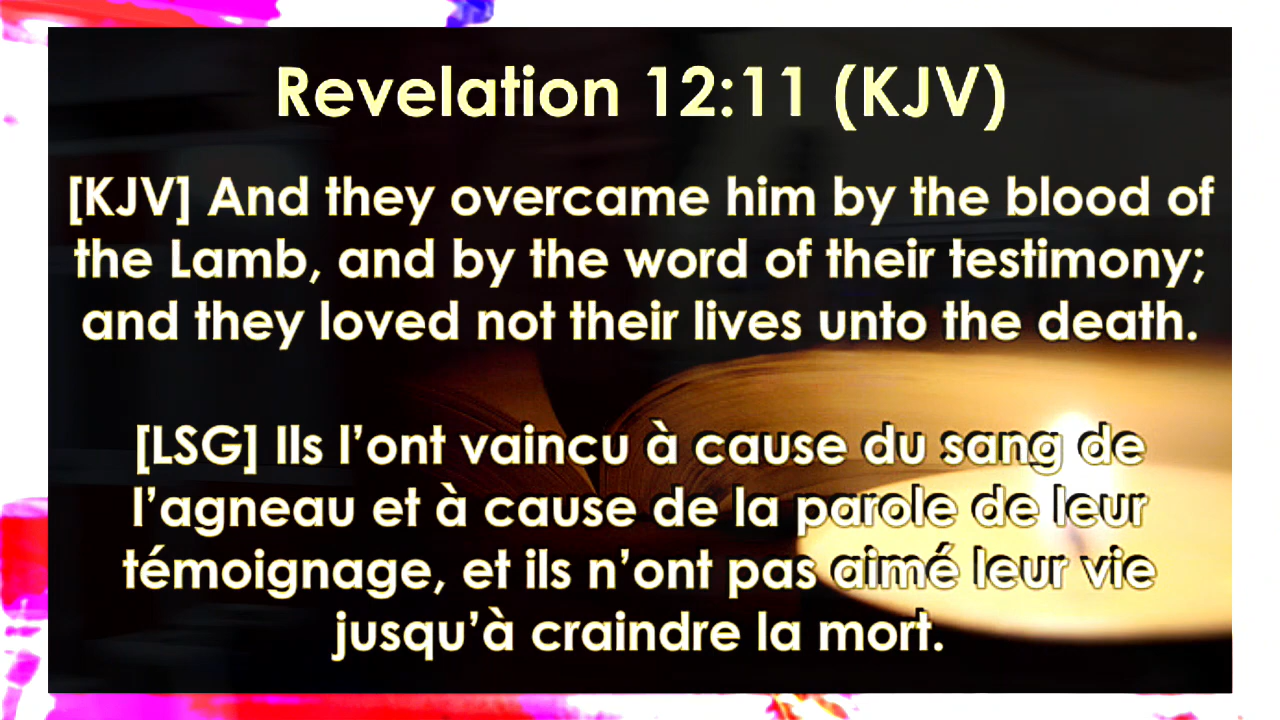 Revelation 12:11 (KJV)
[KJV] And they overcame him by the blood of
the Lamb, and by the word of their testimony;
and they loved not their lives unto the death.
[LSG] Ils l’ont vaincu à cause du sang de
l’agneau et à cause de la parole de leur
témoignage, et ils n’ont pas aimé leur vie
jusqu’à craindre la mort.